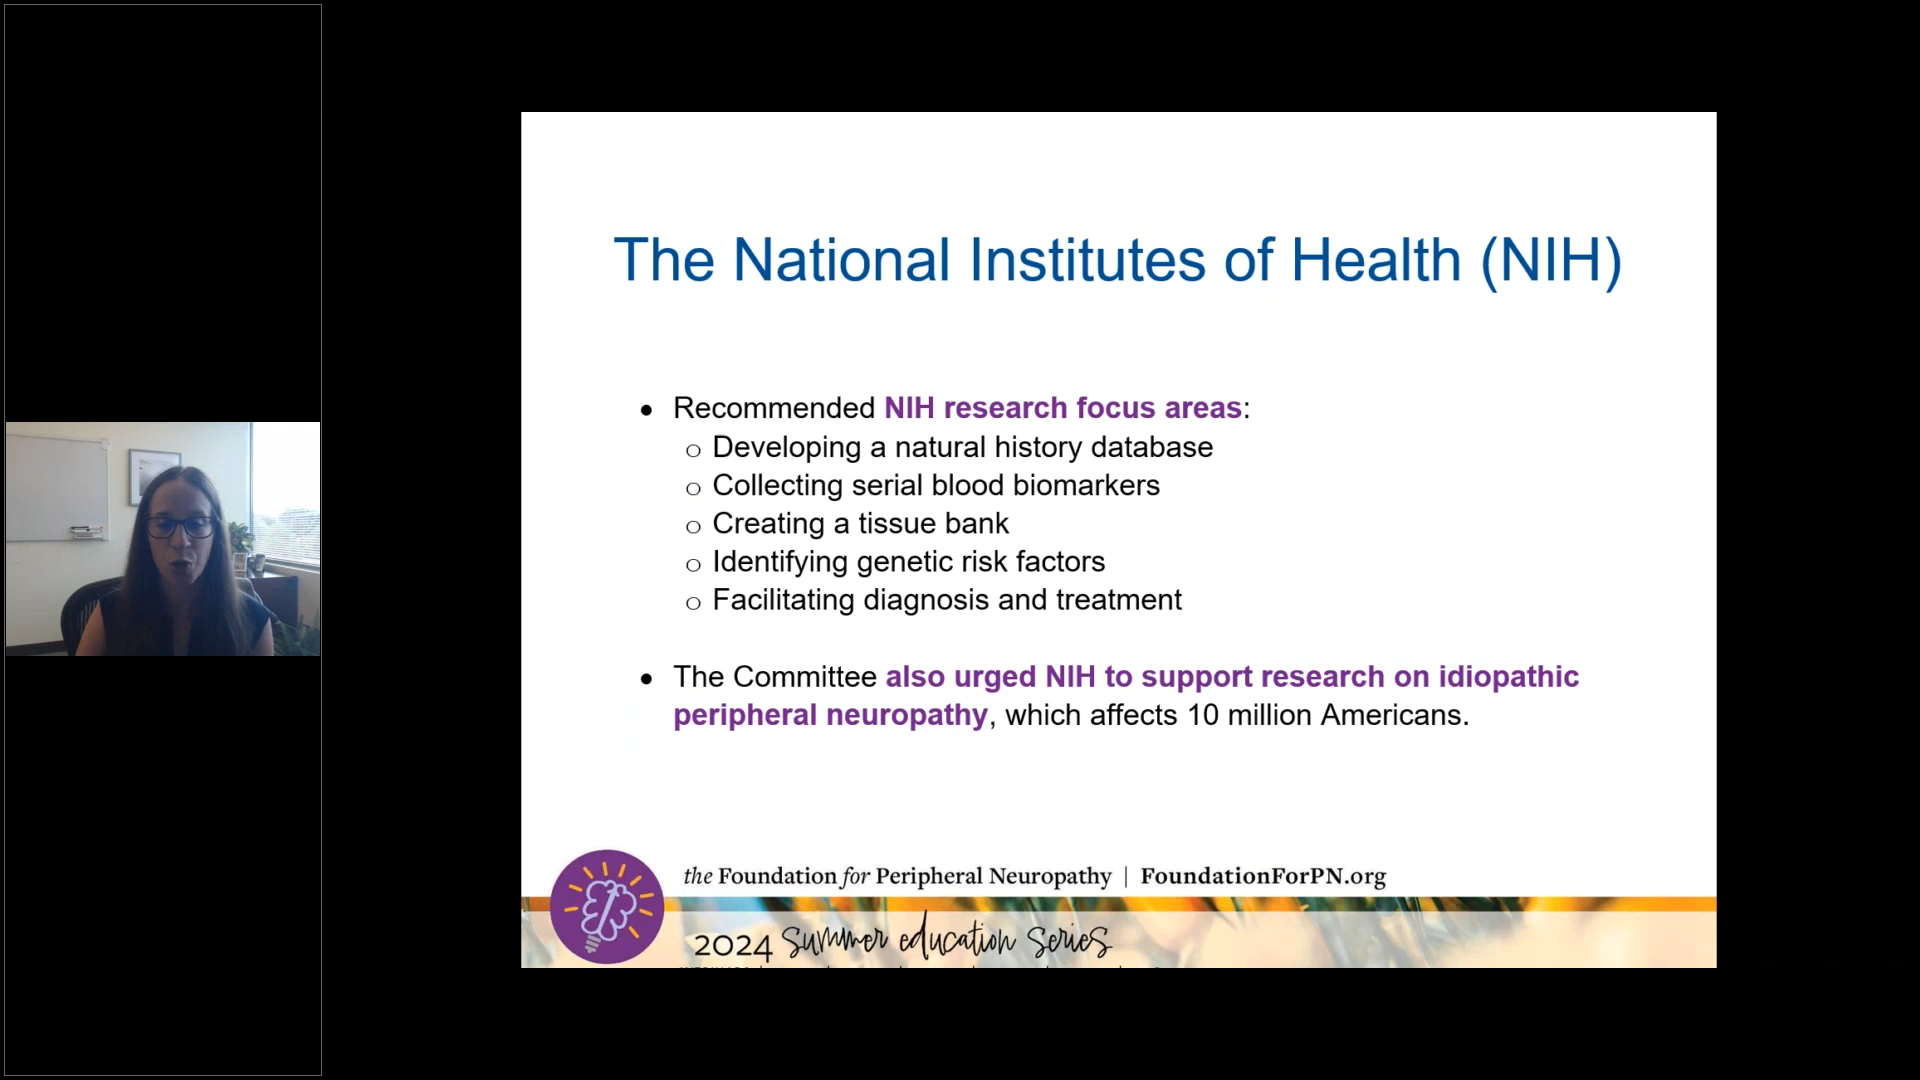 The National Institutes of Health (NIH)
• Recommended NIH research focus areas:
o Developing a natural history database
o Collecting serial blood biomarkers
o Creating a tissue bank
o Identifying genetic risk factors
o Facilitating diagnosis and treatment
• The Committee also urged NIH to support research on idiopathic
peripheral neuropathy, which affects 10 million Americans.
the Foundation for Peripheral Neuropathy | FoundationForPN.org
2024 Summer education Series